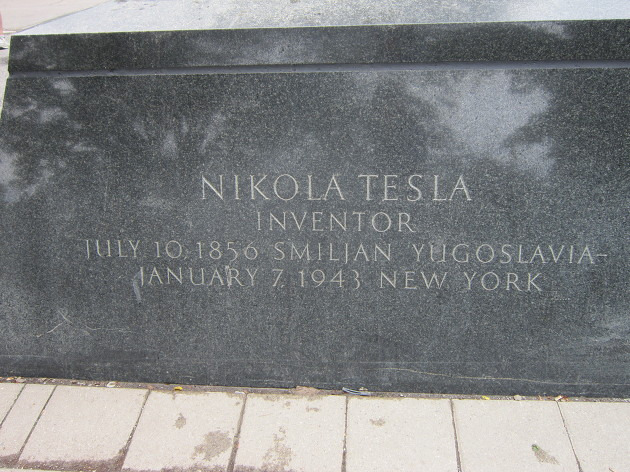 NIKOLA TESLA
INVENTOR
JULY 10, 1856 SMILJAN YUGOSLAVIA-
JANUARY 7, 1943 NEW YORK